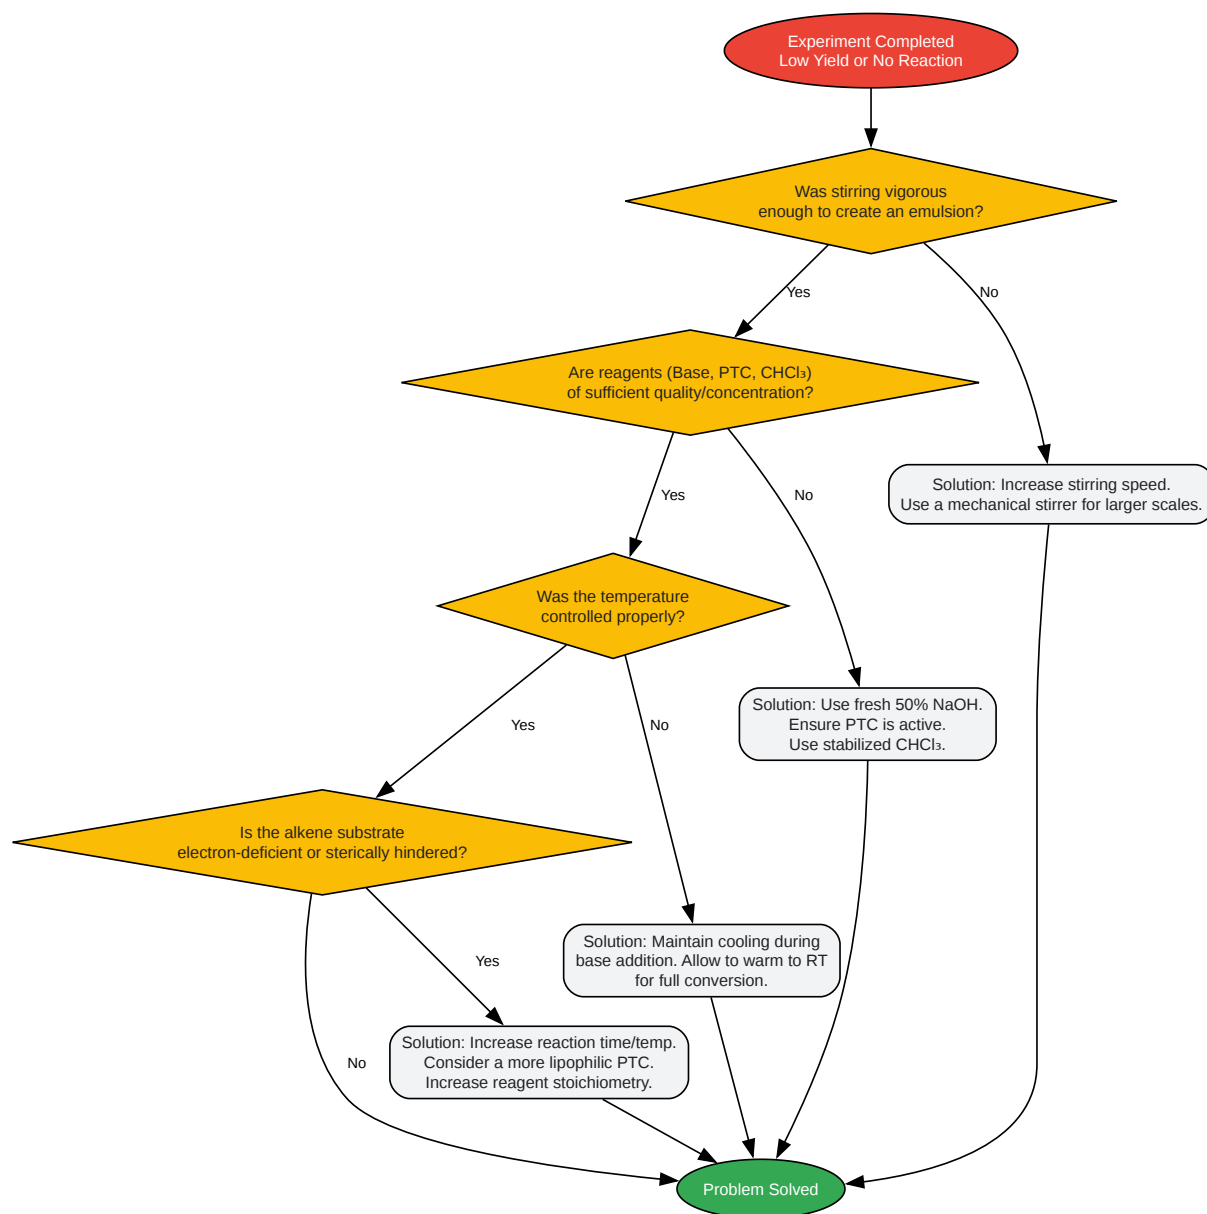 Experiment Completed
Low Yield or No Reaction
Was stirring vigorous
enough to create an emulsion?
Yes
No
Are reagents (Base, PTC, CHCl₃)
of sufficient quality/concentration?
Solution: Increase stirring speed.
Use a mechanical stirrer for larger scales.
Yes
No
Was the temperature
controlled properly?
Solution: Use fresh 50% NaOH.
Ensure PTC is active.
Use stabilized CHCl₃.
Yes
No
Is the alkene substrate
electron-deficient or sterically hindered?
Solution: Maintain cooling during
base addition. Allow to warm to RT
for full conversion.
Yes
No
Solution: Increase reaction time/temp.
Consider a more lipophilic PTC.
Increase reagent stoichiometry.
Problem Solved